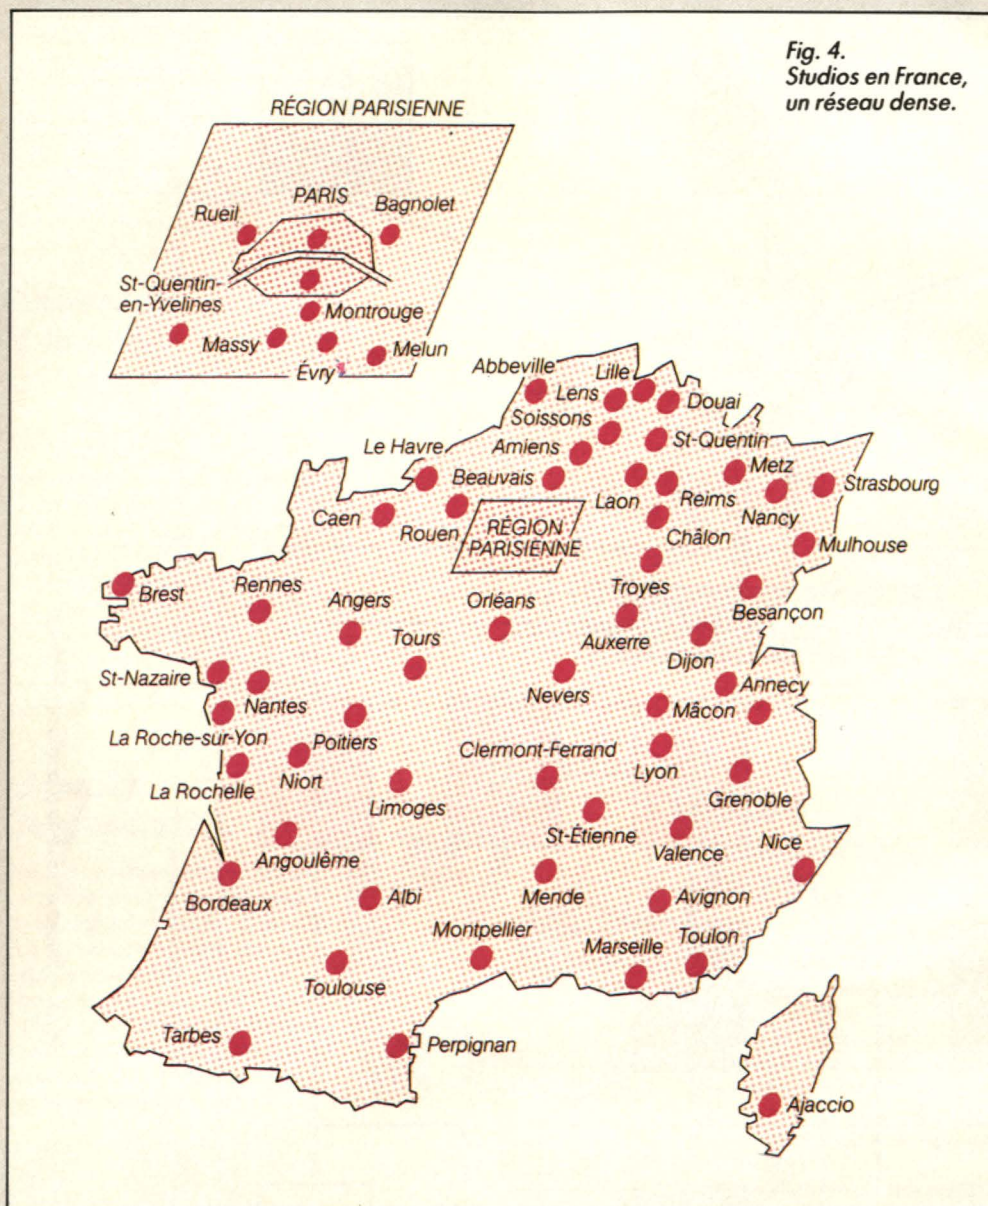 Fig. 4.
Studios en France,
un réseau dense.
RÉGION PARISIENNE
PARIS
Rueil
Bagnolet
St-Quentin-
en-Yvelines
Montrouge
Massy
Melun
Évry
Abbeville
Lille
Lens
Douai
Soissons
St-Quentin
Amiens
Le Havre
Beauvais
Metz
Strasbourg
Laon
Reims
Nancy
Caen
Rouen
RÉGION
PARISIENNE
Châlon
Mulhouse
Brest
Rennes
Angers
Orléans
Troyes
Besançon
Tours
Auxerre
Dijon
St-Nazaire
Nantes
Nevers
Annecy
Mâcon
La Roche-sur-Yon
Poitiers
Clermont-Ferrand
Lyon
La Rochelle
Niort
Limoges
Grenoble
St-Étienne
Valence
Nice
Angoulême
Bordeaux
Albi
Mende
Avignon
Montpellier
Marseille
Toulon
Toulouse
Tarbes
Perpignan
Ajaccio